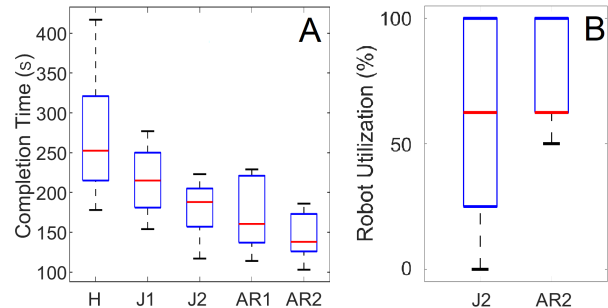 A
Completion Time (s)
400
350
300
250
200
150
100
H J1 J2 AR1 AR2
B
Robot Utilization (%)
100
50
0
J2 AR2